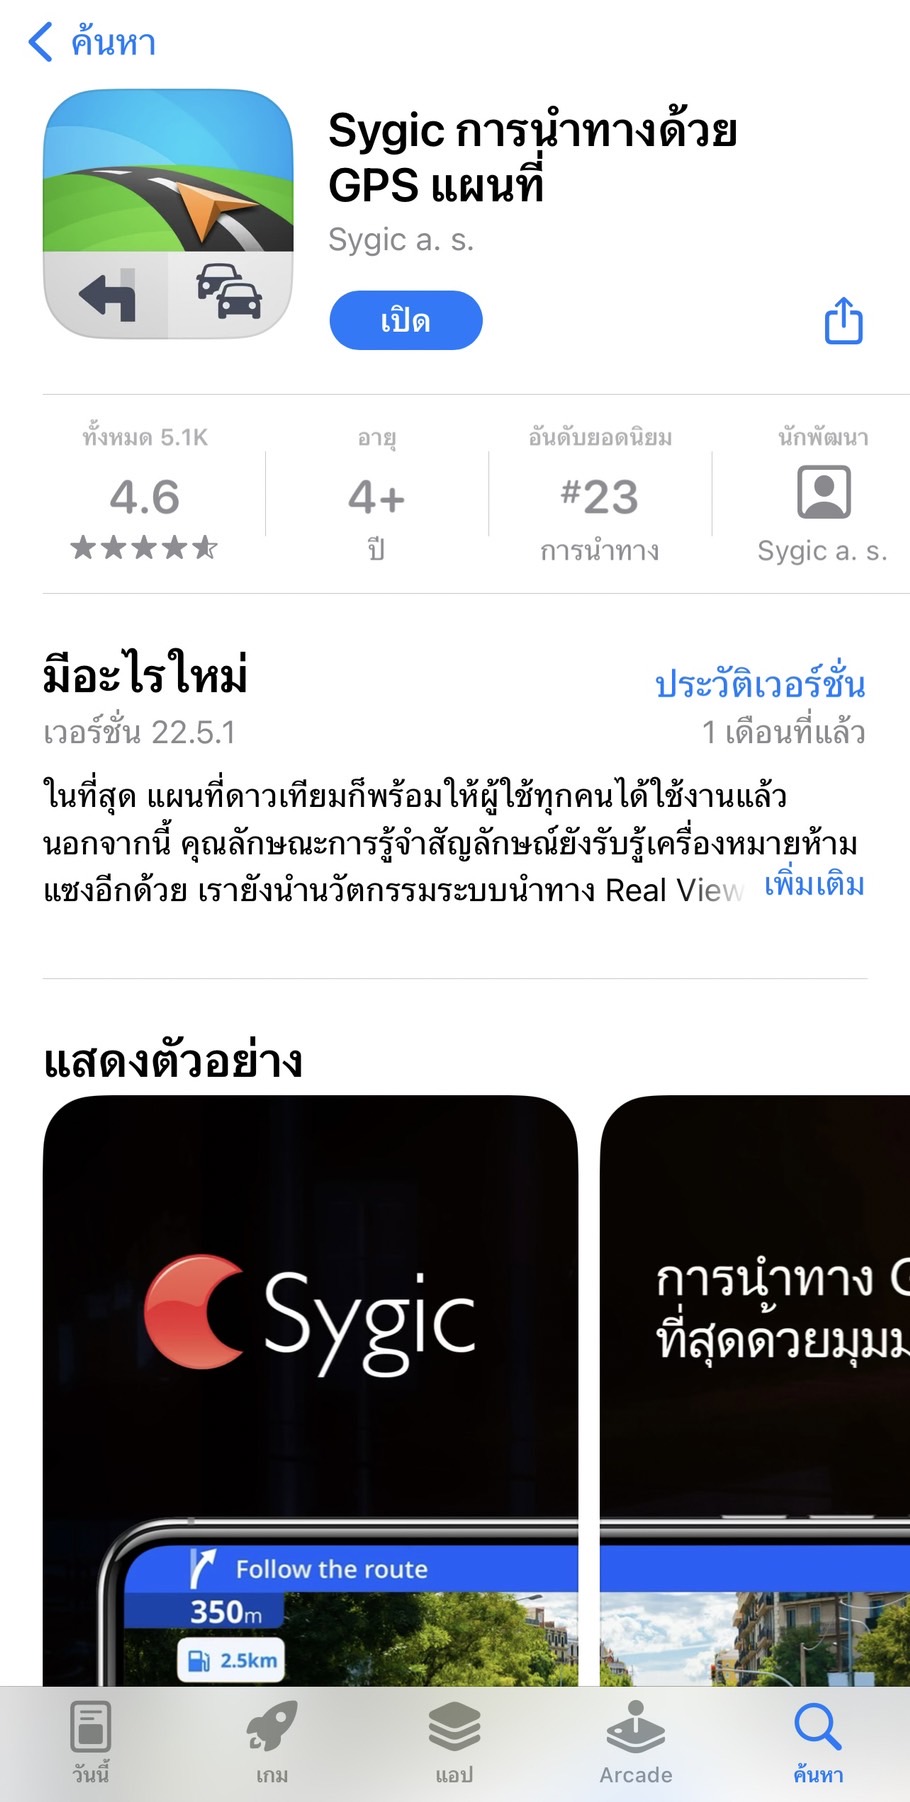 ค้นหา
Sygic การนำทางด้วย
GPS แผนที่
Sygic a. s.
เปิด
ทั้งหมด 5.1K
4.6
อายุ
4+
ปี
อันดับยอดนิยม
#23
การนำทาง
นักพัฒนา
Sygic a. s.
มีอะไรใหม่
ประวัติเวอร์ชั่น
เวอร์ชั่น 22.5.1
1 เดือนที่แล้ว
ในที่สุด แผนที่ดาวเทียมก็พร้อมให้ผู้ใช้ทุกคนได้ใช้งานแล้ว
นอกจากนี้ คุณลักษณะการรู้จำสัญลักษณ์ยังรับรู้เครื่องหมายห้าม
แซงอีกด้วย เรายังนำนวัตกรรมระบบนำทาง Real View
เพิ่มเติม
แสดงตัวอย่าง
Sygic
Follow the route
350m
2.5km
การนำทาง G
ที่สุดด้วยมุมม
วันนี้
เกม
แอป
Arcade
ค้นหา